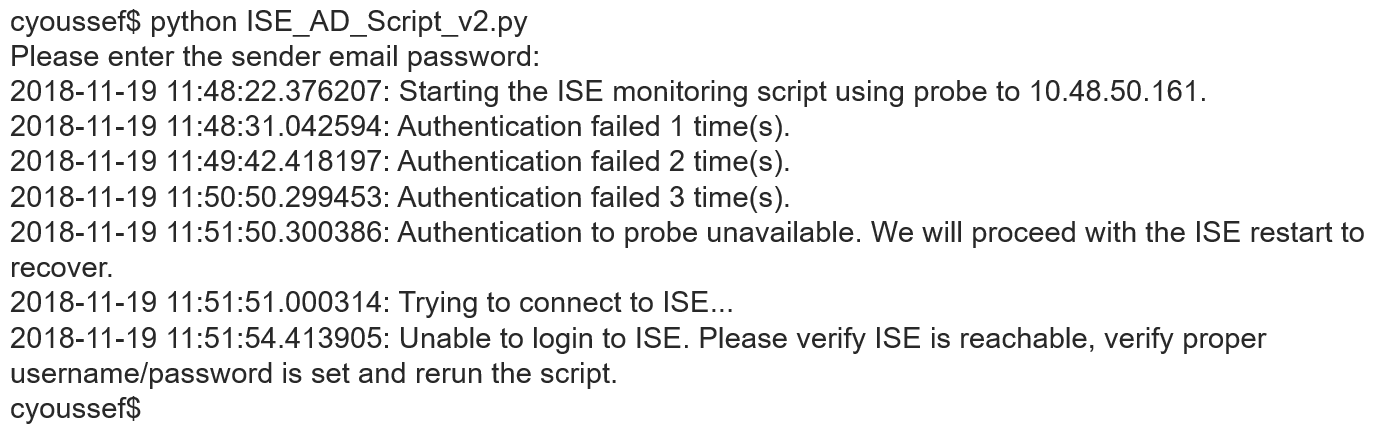 cyoussef$ python ISE_AD_Script_v2.py
Please enter the sender email password:
2018-11-19 11:48:22.376207: Starting the ISE monitoring script using probe to 10.48.50.161.
2018-11-19 11:48:31.042594: Authentication failed 1 time(s).
2018-11-19 11:49:42.418197: Authentication failed 2 time(s).
2018-11-19 11:50:50.299453: Authentication failed 3 time(s).
2018-11-19 11:51:50.300386: Authentication to probe unavailable. We will proceed with the ISE restart to
recover.
2018-11-19 11:51:51.000314: Trying to connect to ISE...
2018-11-19 11:51:54.413905: Unable to login to ISE. Please verify ISE is reachable, verify proper
username/password is set and rerun the script.
cyoussef$